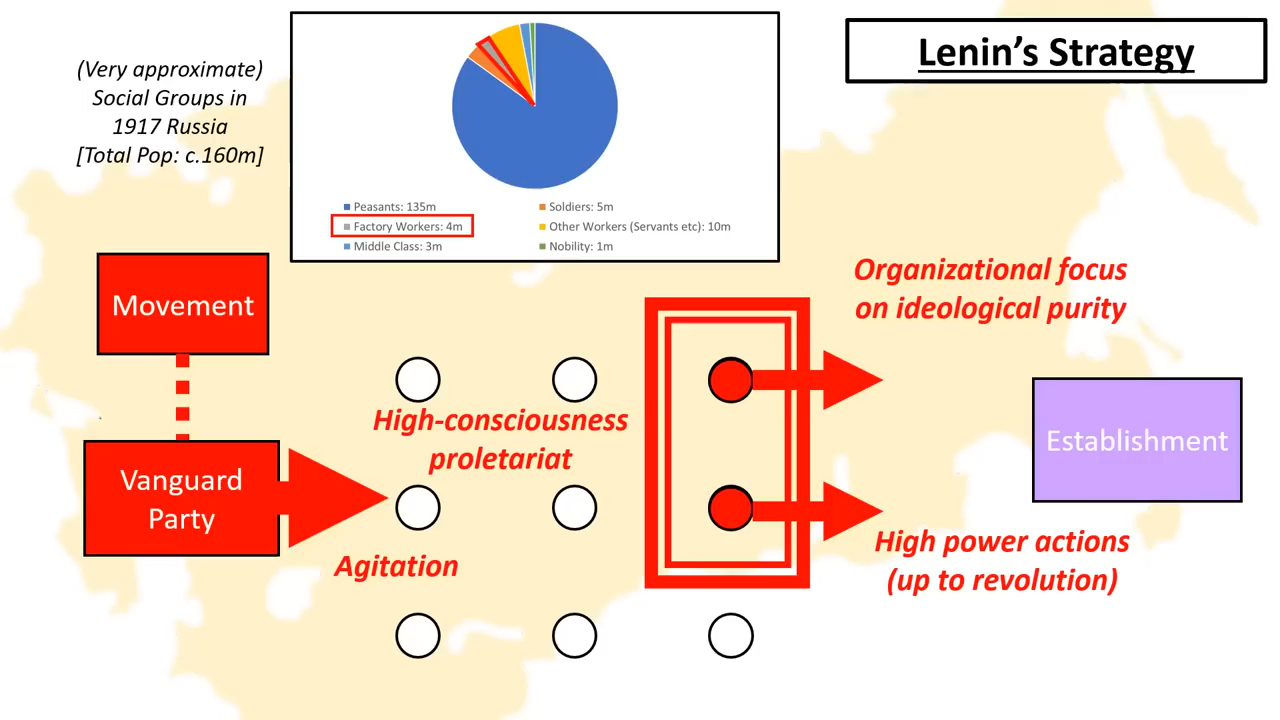 Lenin’s Strategy
(Very approximate)
Social Groups in
1917 Russia
[Total Pop: c.160m]
Peasants: 135m
Soldiers: 5m
Factory Workers: 4m
Other Workers (Servants etc): 10m
Middle Class: 3m
Nobility: 1m
Movement
Vanguard
Party
High-consciousness
proletariat
Agitation
Organizational focus
on ideological purity
Establishment
High power actions
(up to revolution)